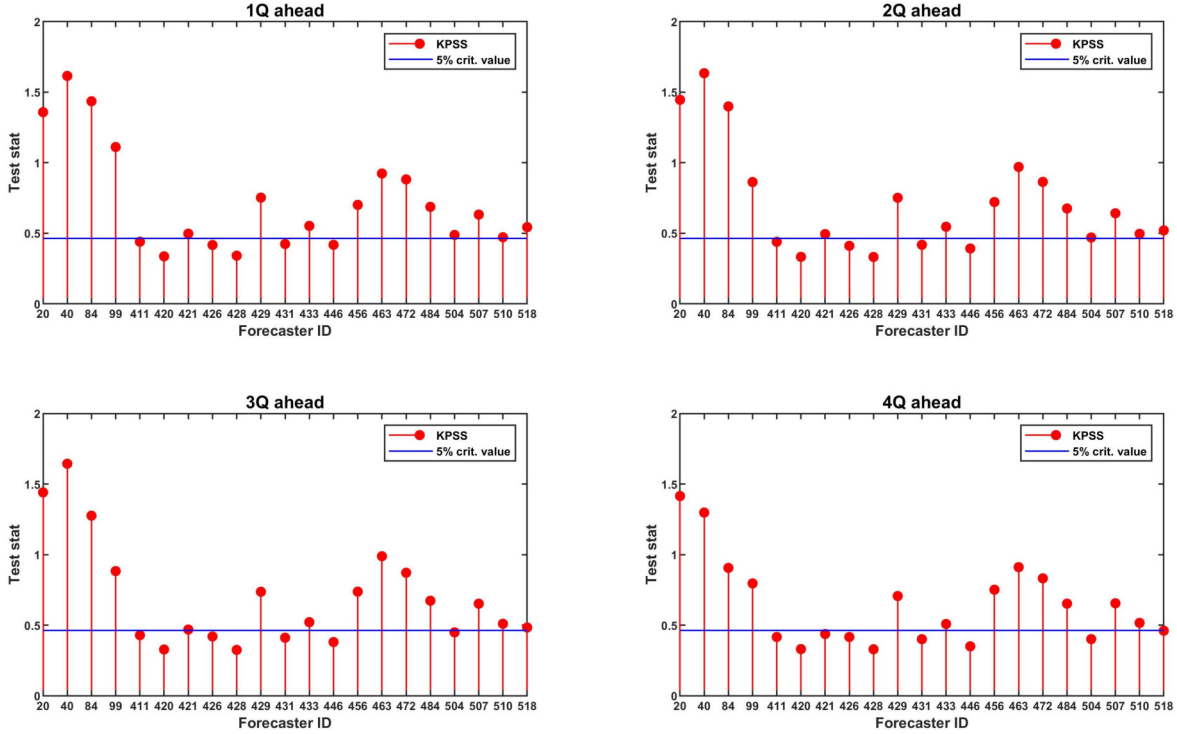 1Q ahead
KPSS
5% crit. value
2
1.5
1
0.5
0
Test stat
20 40 84 99 411 420 421 426 428 429 431 433 446 456 463 472 484 504 507 510 518
Forecaster ID
2Q ahead
KPSS
5% crit. value
2
1.5
1
0.5
0
Test stat
20 40 84 99 411 420 421 426 428 429 431 433 446 456 463 472 484 504 507 510 518
Forecaster ID
3Q ahead
KPSS
5% crit. value
2
1.5
1
0.5
0
Test stat
20 40 84 99 411 420 421 426 428 429 431 433 446 456 463 472 484 504 507 510 518
Forecaster ID
4Q ahead
KPSS
5% crit. value
2
1.5
1
0.5
0
Test stat
20 40 84 99 411 420 421 426 428 429 431 433 446 456 463 472 484 504 507 510 518
Forecaster ID